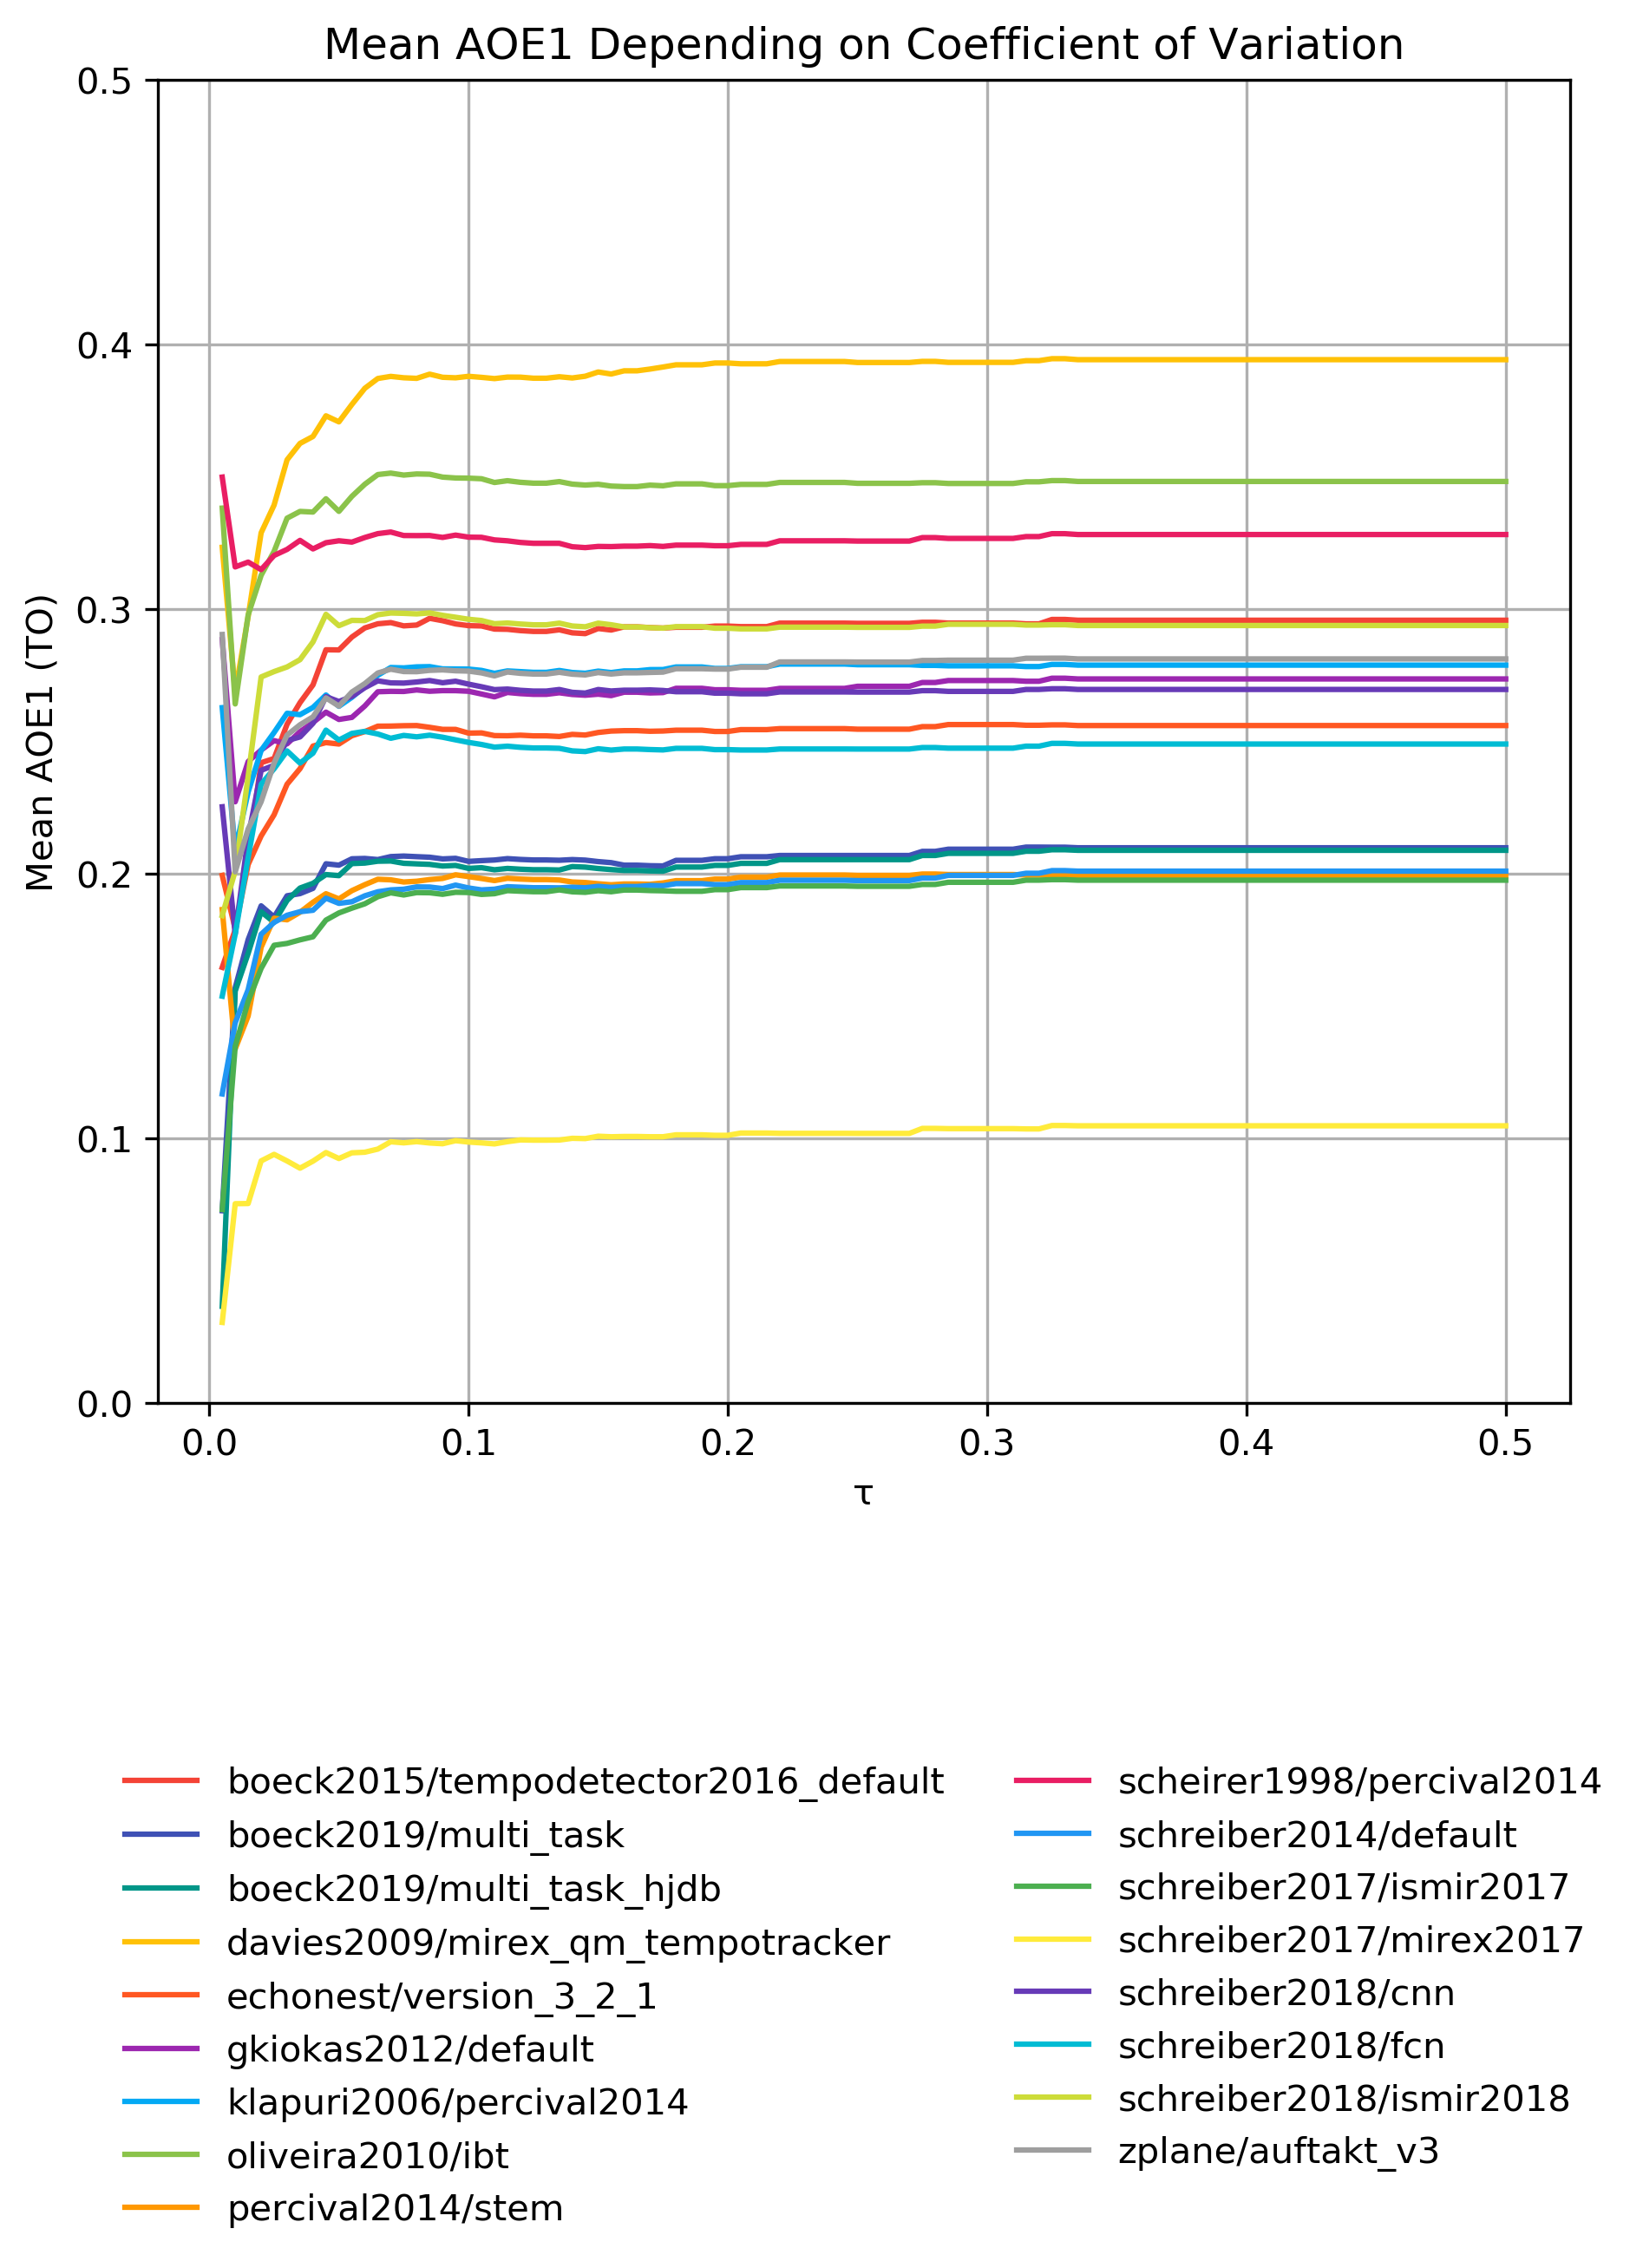 Mean AOE1 Depending on Coefficient of Variation
0.5
0.4
0.3
0.2
0.1
0.0
Mean AOE1 (TO)
0.0 0.1 0.2 0.3 0.4 0.5
τ
boeck2015/tempodetector2016_default
boeck2019/multi_task
boeck2019/multi_task_hjdb
davies2009/mirex_qm_tempotracker
echonest/version_3_2_1
gkiokas2012/default
klapuri2006/percival2014
oliveira2010/ibt
percival2014/stem
scheirer1998/percival2014
schreiber2014/default
schreiber2017/ismir2017
schreiber2017/mirex2017
schreiber2018/cnn
schreiber2018/fcn
schreiber2018/ismir2018
zplane/auftakt_v3